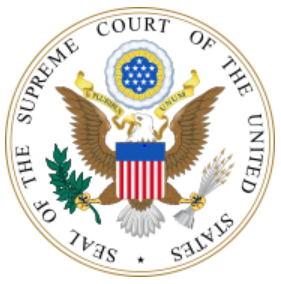 SEAL OF THE SUPREME COURT OF THE UNITED STATES
E PLURIBUS UNUM